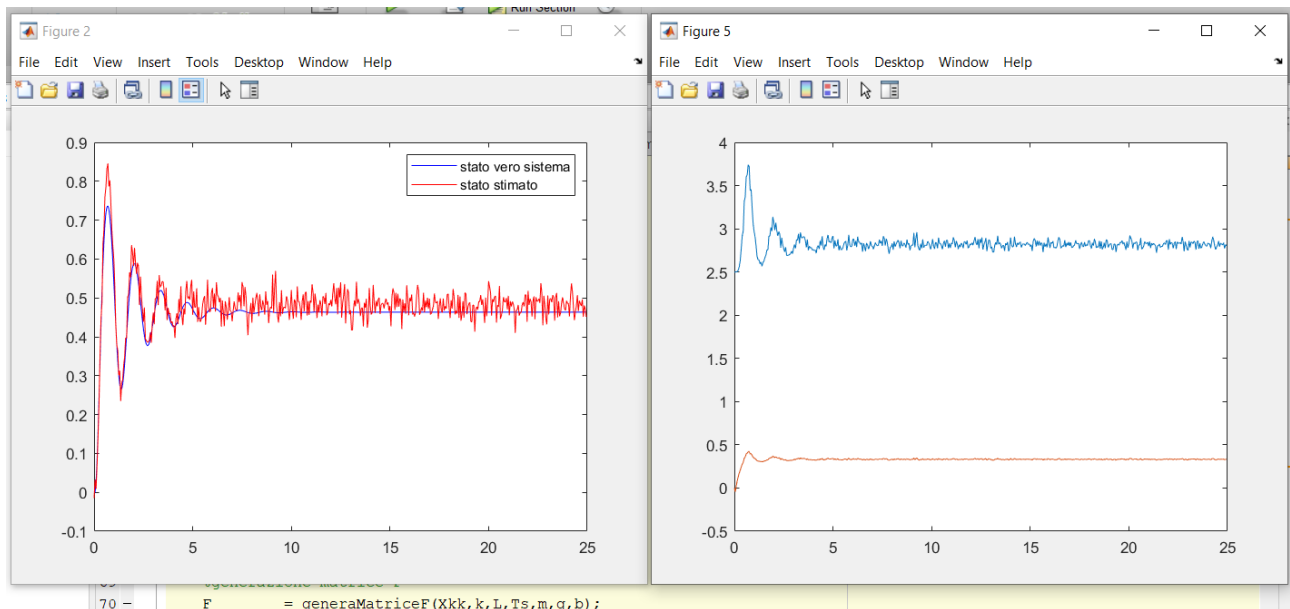 Run Section
Figure 2
File Edit View Insert Tools Desktop Window Help
0.9
0.8
0.7
0.6
0.5
0.4
0.3
0.2
0.1
0
-0.1
0 5 10 15 20 25
stato vero sistema
stato stimato
Figure 5
File Edit View Insert Tools Desktop Window Help
4
3.5
3
2.5
2
1.5
1
0.5
0
-0.5
0 5 10 15 20 25
70 - F = generaMatriceF(Xkk,k,L,Ts,m,g,b);